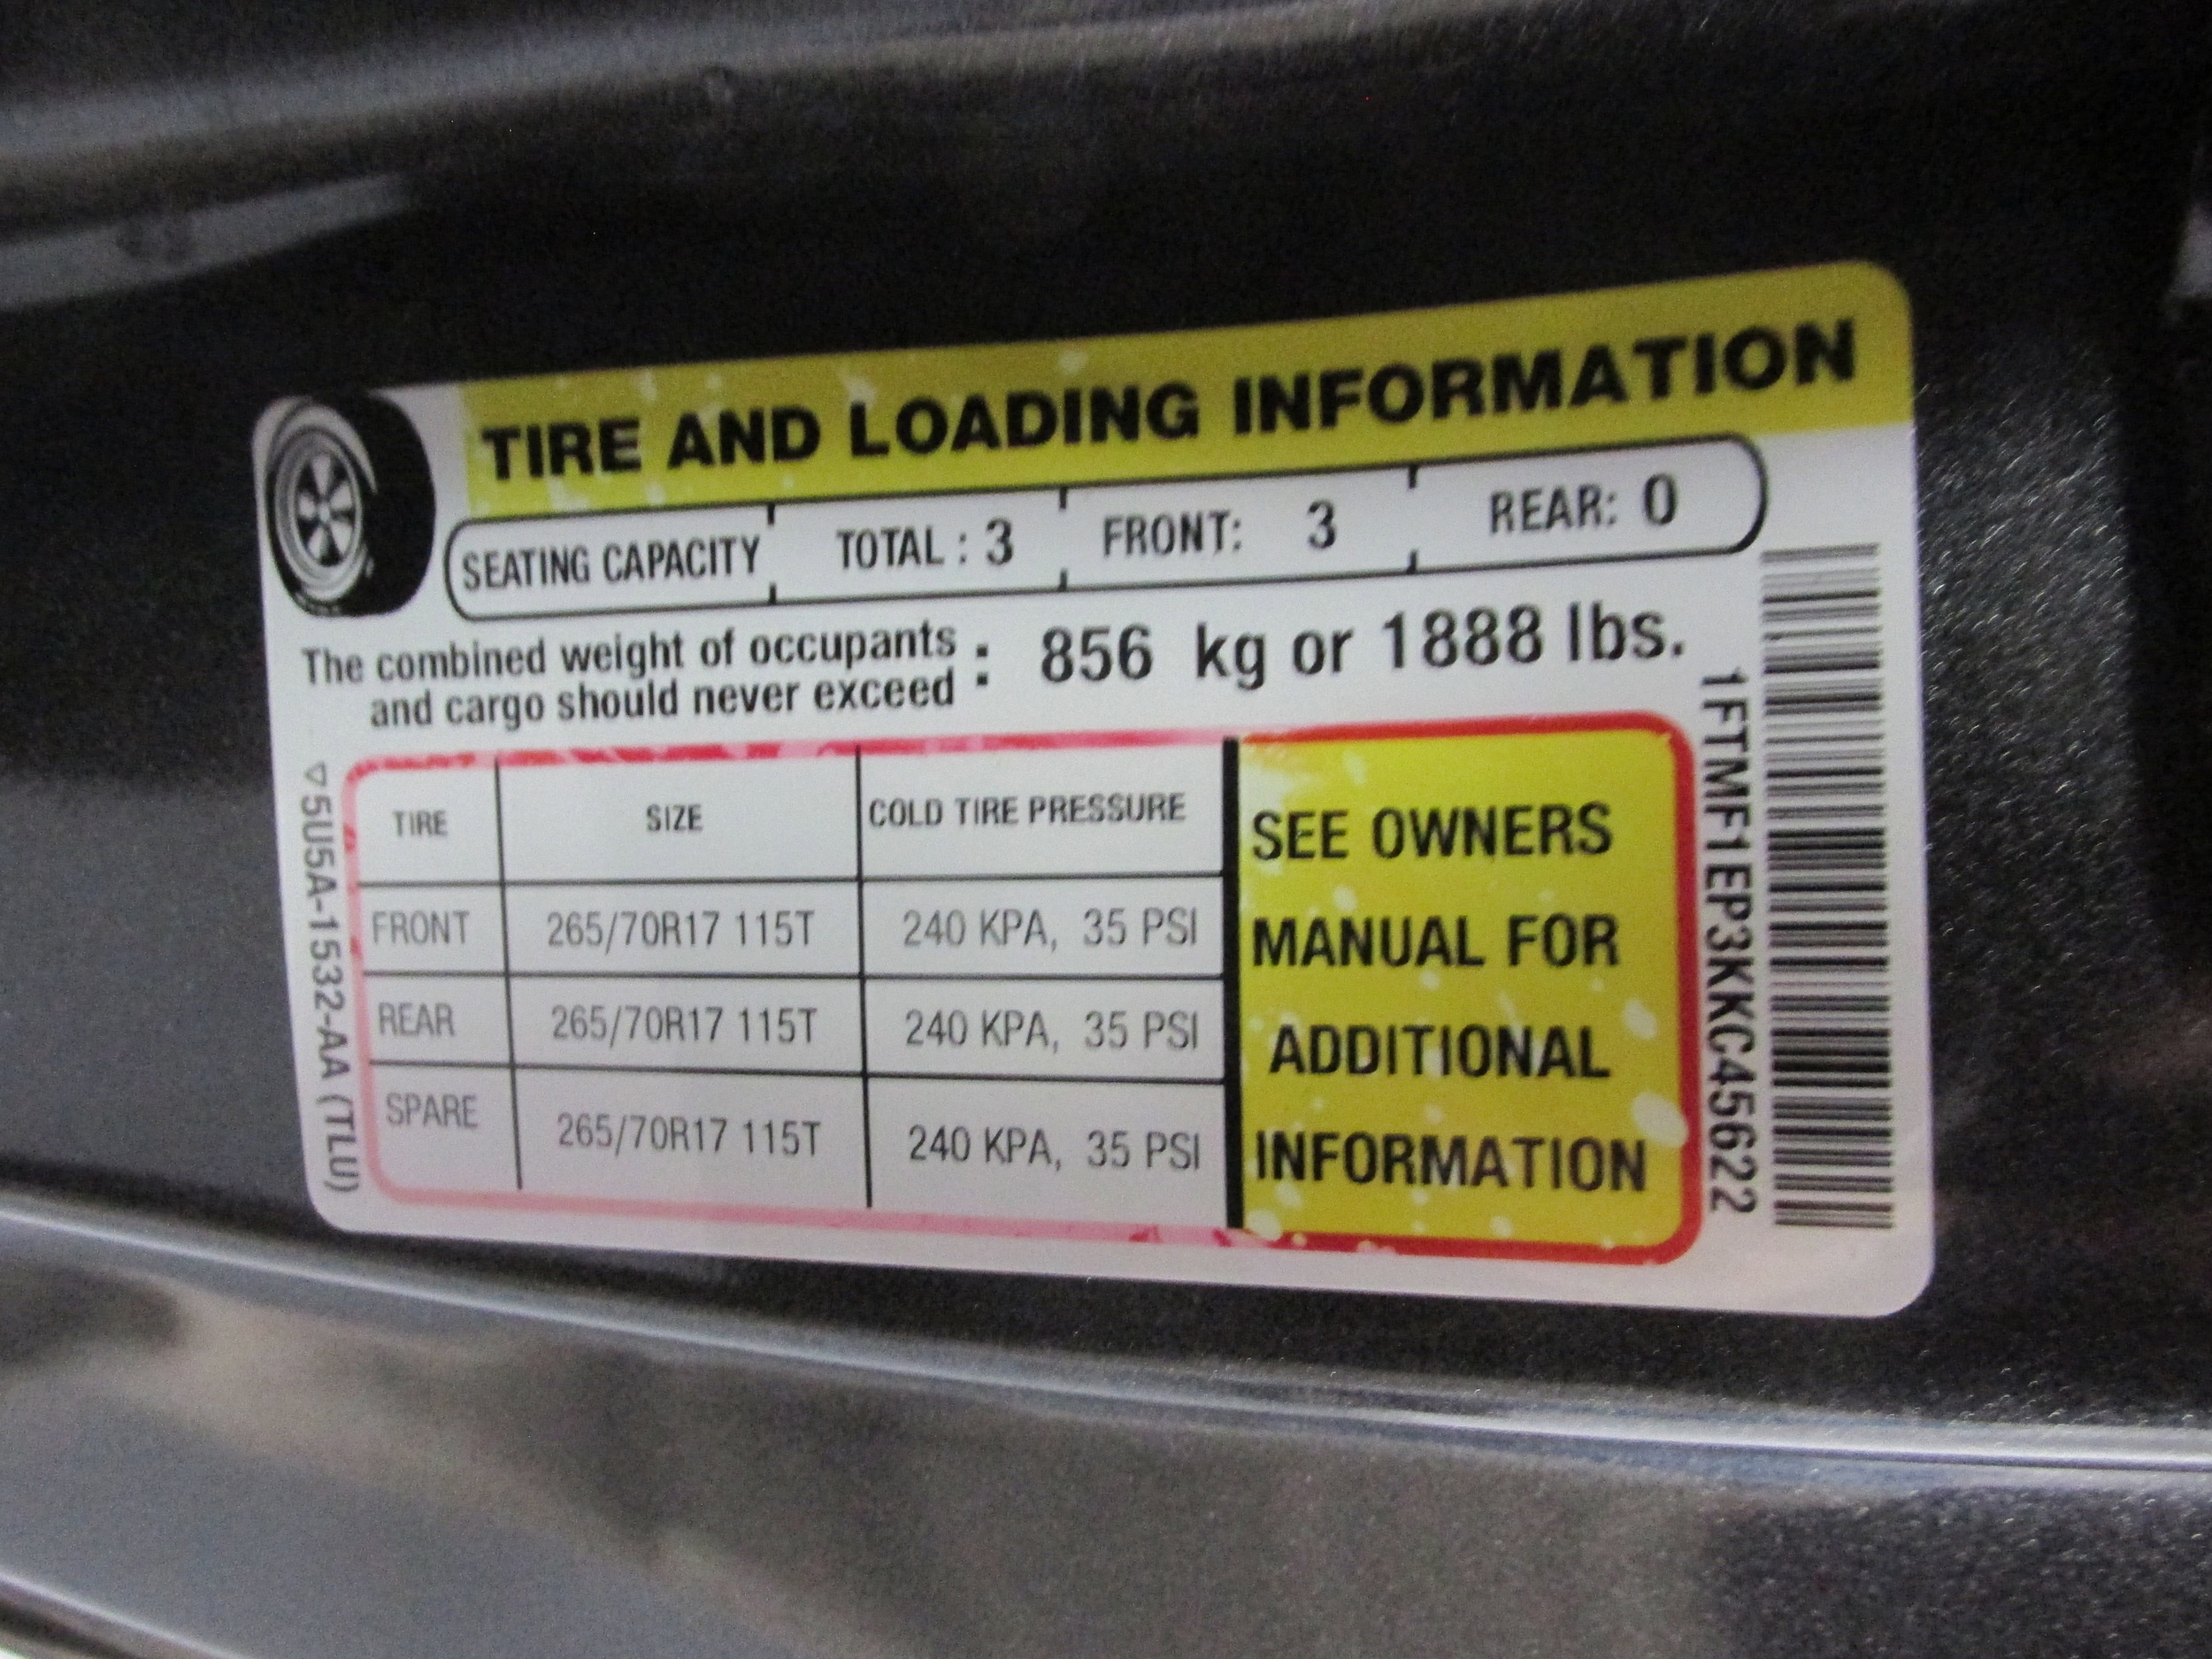 TIRE AND LOADING INFORMATION
SEATING CAPACITY TOTAL : 3 FRONT: 3 REAR: 0
The combined weight of occupants
and cargo should never exceed : 856 kg or 1888 lbs.
TIRE SIZE COLD TIRE PRESSURE
FRONT 265/70R17 115T 240 KPA, 35 PSI
REAR 265/70R17 115T 240 KPA, 35 PSI
SPARE 265/70R17 115T 240 KPA, 35 PSI
SEE OWNERS
MANUAL FOR
ADDITIONAL
INFORMATION
5U5A-1532-AA (TLU)
1FTMF1EP3KKC45622